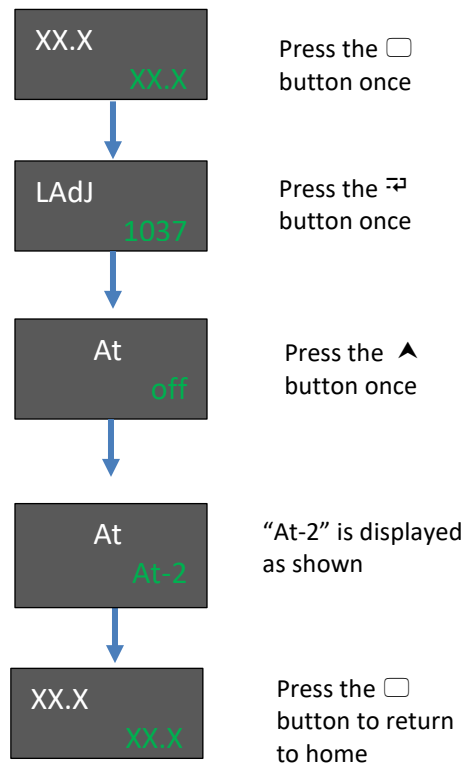 XX.X
XX.X
Press the
button once
LAdJ
1037
Press the
button once
At
off
Press the
button once
At
At-2
“At-2” is displayed
as shown
XX.X
XX.X
Press the
button to return
to home